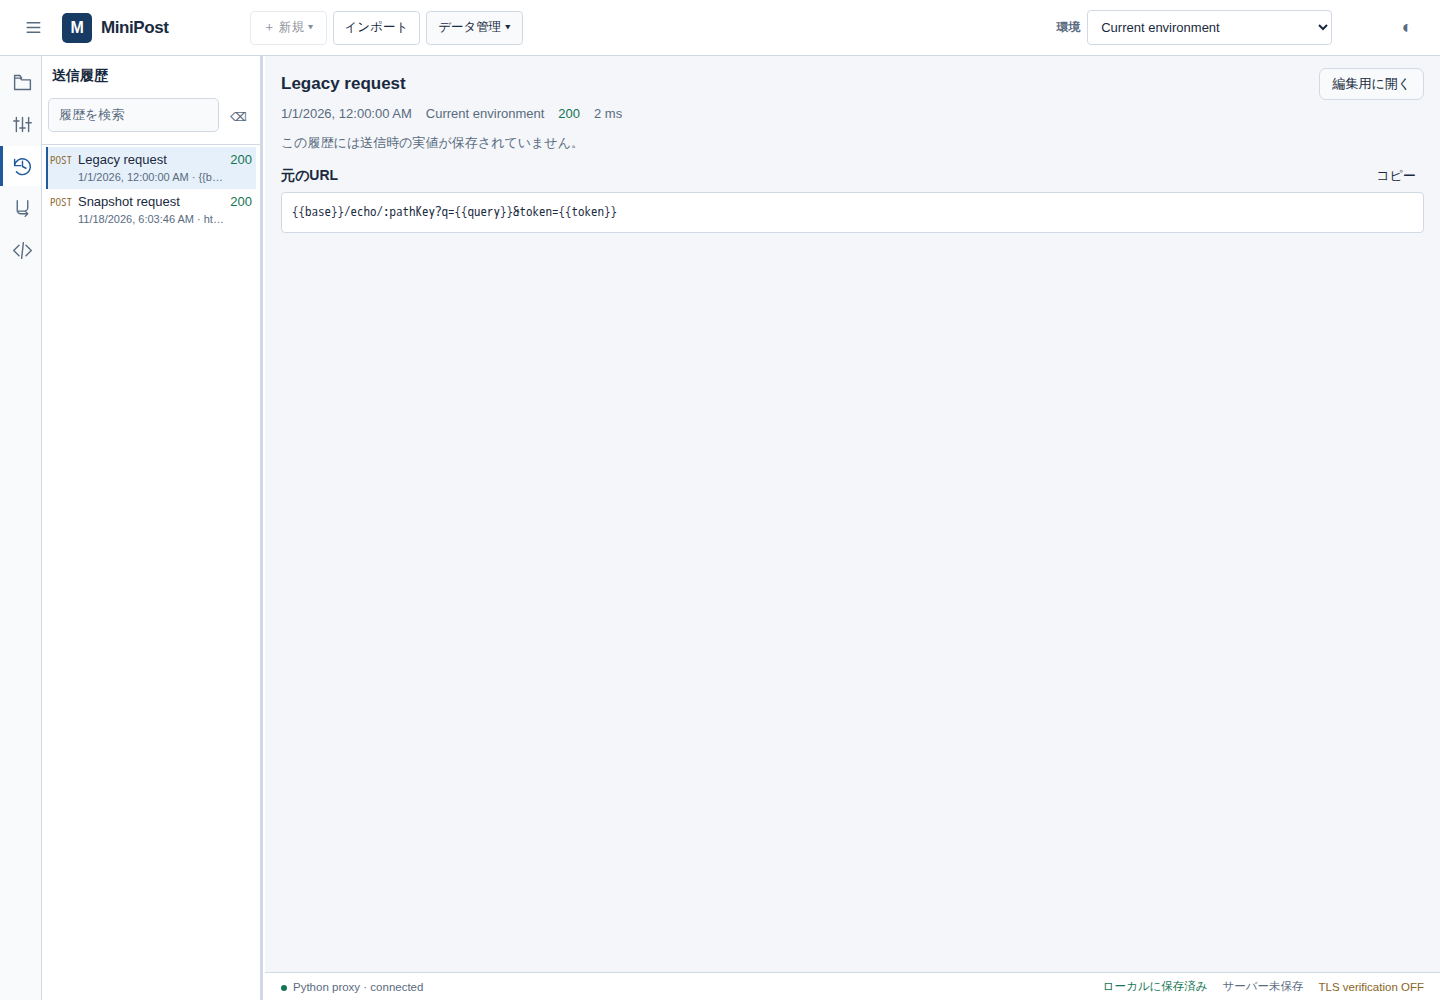 M MiniPost ＋ 新規 ▾ インポート データ管理 ▾ 環境 Current environment
送信履歴
履歴を検索
POST Legacy request 200
1/1/2026, 12:00:00 AM · {{b…
POST Snapshot request 200
11/18/2026, 6:03:46 AM · ht…
Legacy request 編集用に開く
1/1/2026, 12:00:00 AM Current environment 200 2 ms
この履歴には送信時の実値が保存されていません。
元のURL コピー
{{base}}/echo/:pathKey?q={{query}}&token={{token}}
Python proxy · connected ローカルに保存済み サーバー未保存 TLS verification OFF